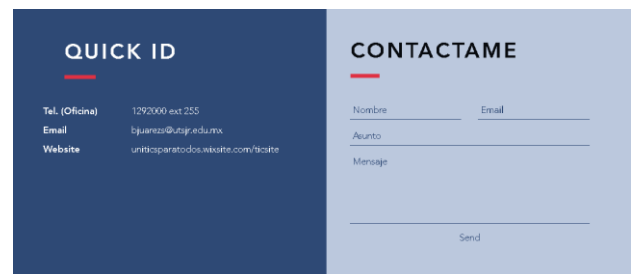 QUICK ID
Tel. (Oficina) 1292000 ext 255
Email bjuarezs@utsjr.edu.mx
Website uniticsparatodos.wixsite.com/ticsite
CONTACTAME
Nombre Email
Asunto
Mensaje
Send